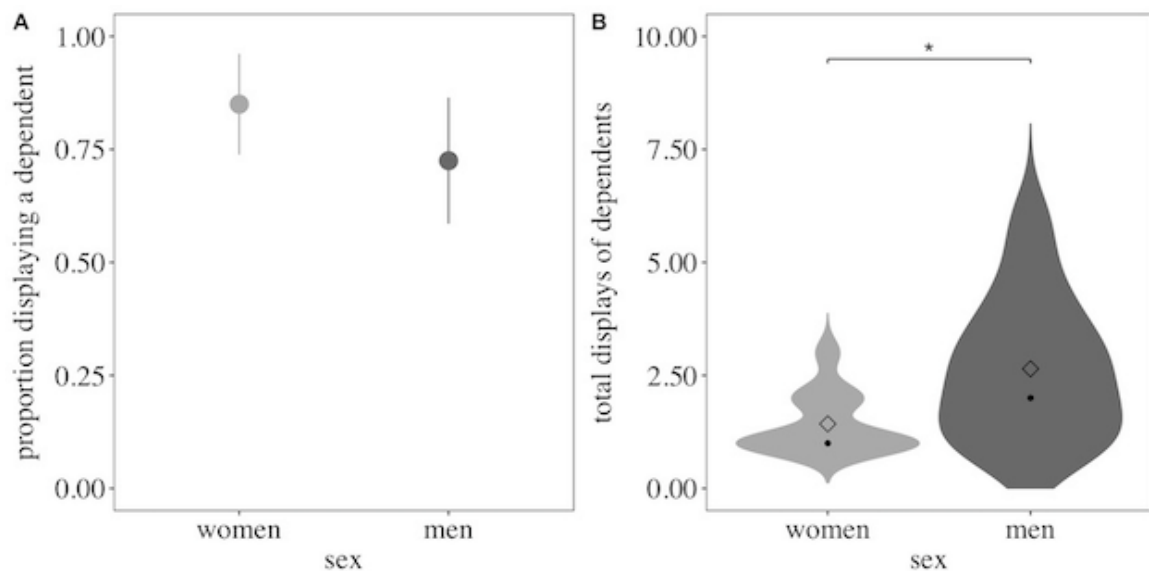 A
proportion displaying a dependent
1.00
0.75
0.50
0.25
0.00
women
men
sex
B
total displays of dependents
10.00
7.50
5.00
2.50
0.00
*
women
men
sex